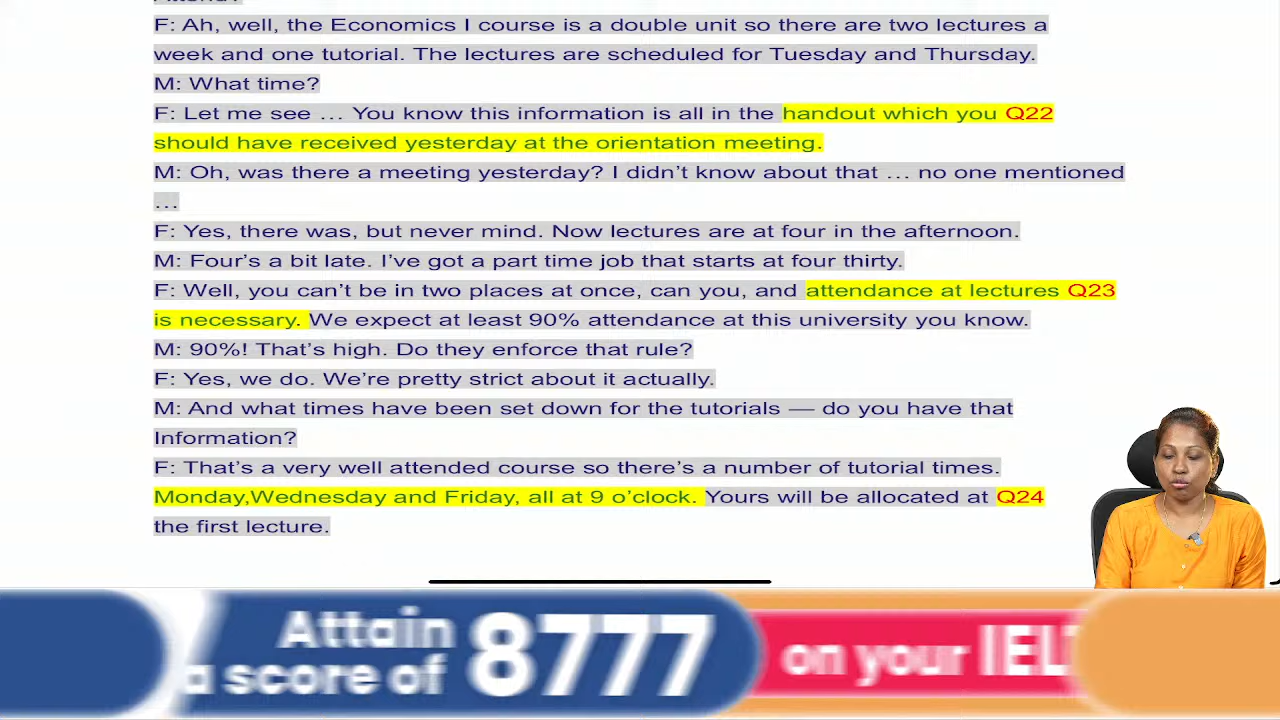 F: Ah, well, the Economics I course is a double unit so there are two lectures a
week and one tutorial. The lectures are scheduled for Tuesday and Thursday.
M: What time?
F: Let me see … You know this information is all in the handout which you Q22
should have received yesterday at the orientation meeting.
M: Oh, was there a meeting yesterday? I didn’t know about that … no one mentioned
…
F: Yes, there was, but never mind. Now lectures are at four in the afternoon.
M: Four’s a bit late. I’ve got a part time job that starts at four thirty.
F: Well, you can’t be in two places at once, can you, and attendance at lectures Q23
is necessary. We expect at least 90% attendance at this university you know.
M: 90%! That’s high. Do they enforce that rule?
F: Yes, we do. We’re pretty strict about it actually.
M: And what times have been set down for the tutorials — do you have that
Information?
F: That’s a very well attended course so there’s a number of tutorial times.
Monday,Wednesday and Friday, all at 9 o’clock. Yours will be allocated at Q24
the first lecture.
Attain
a score of 8777 on your